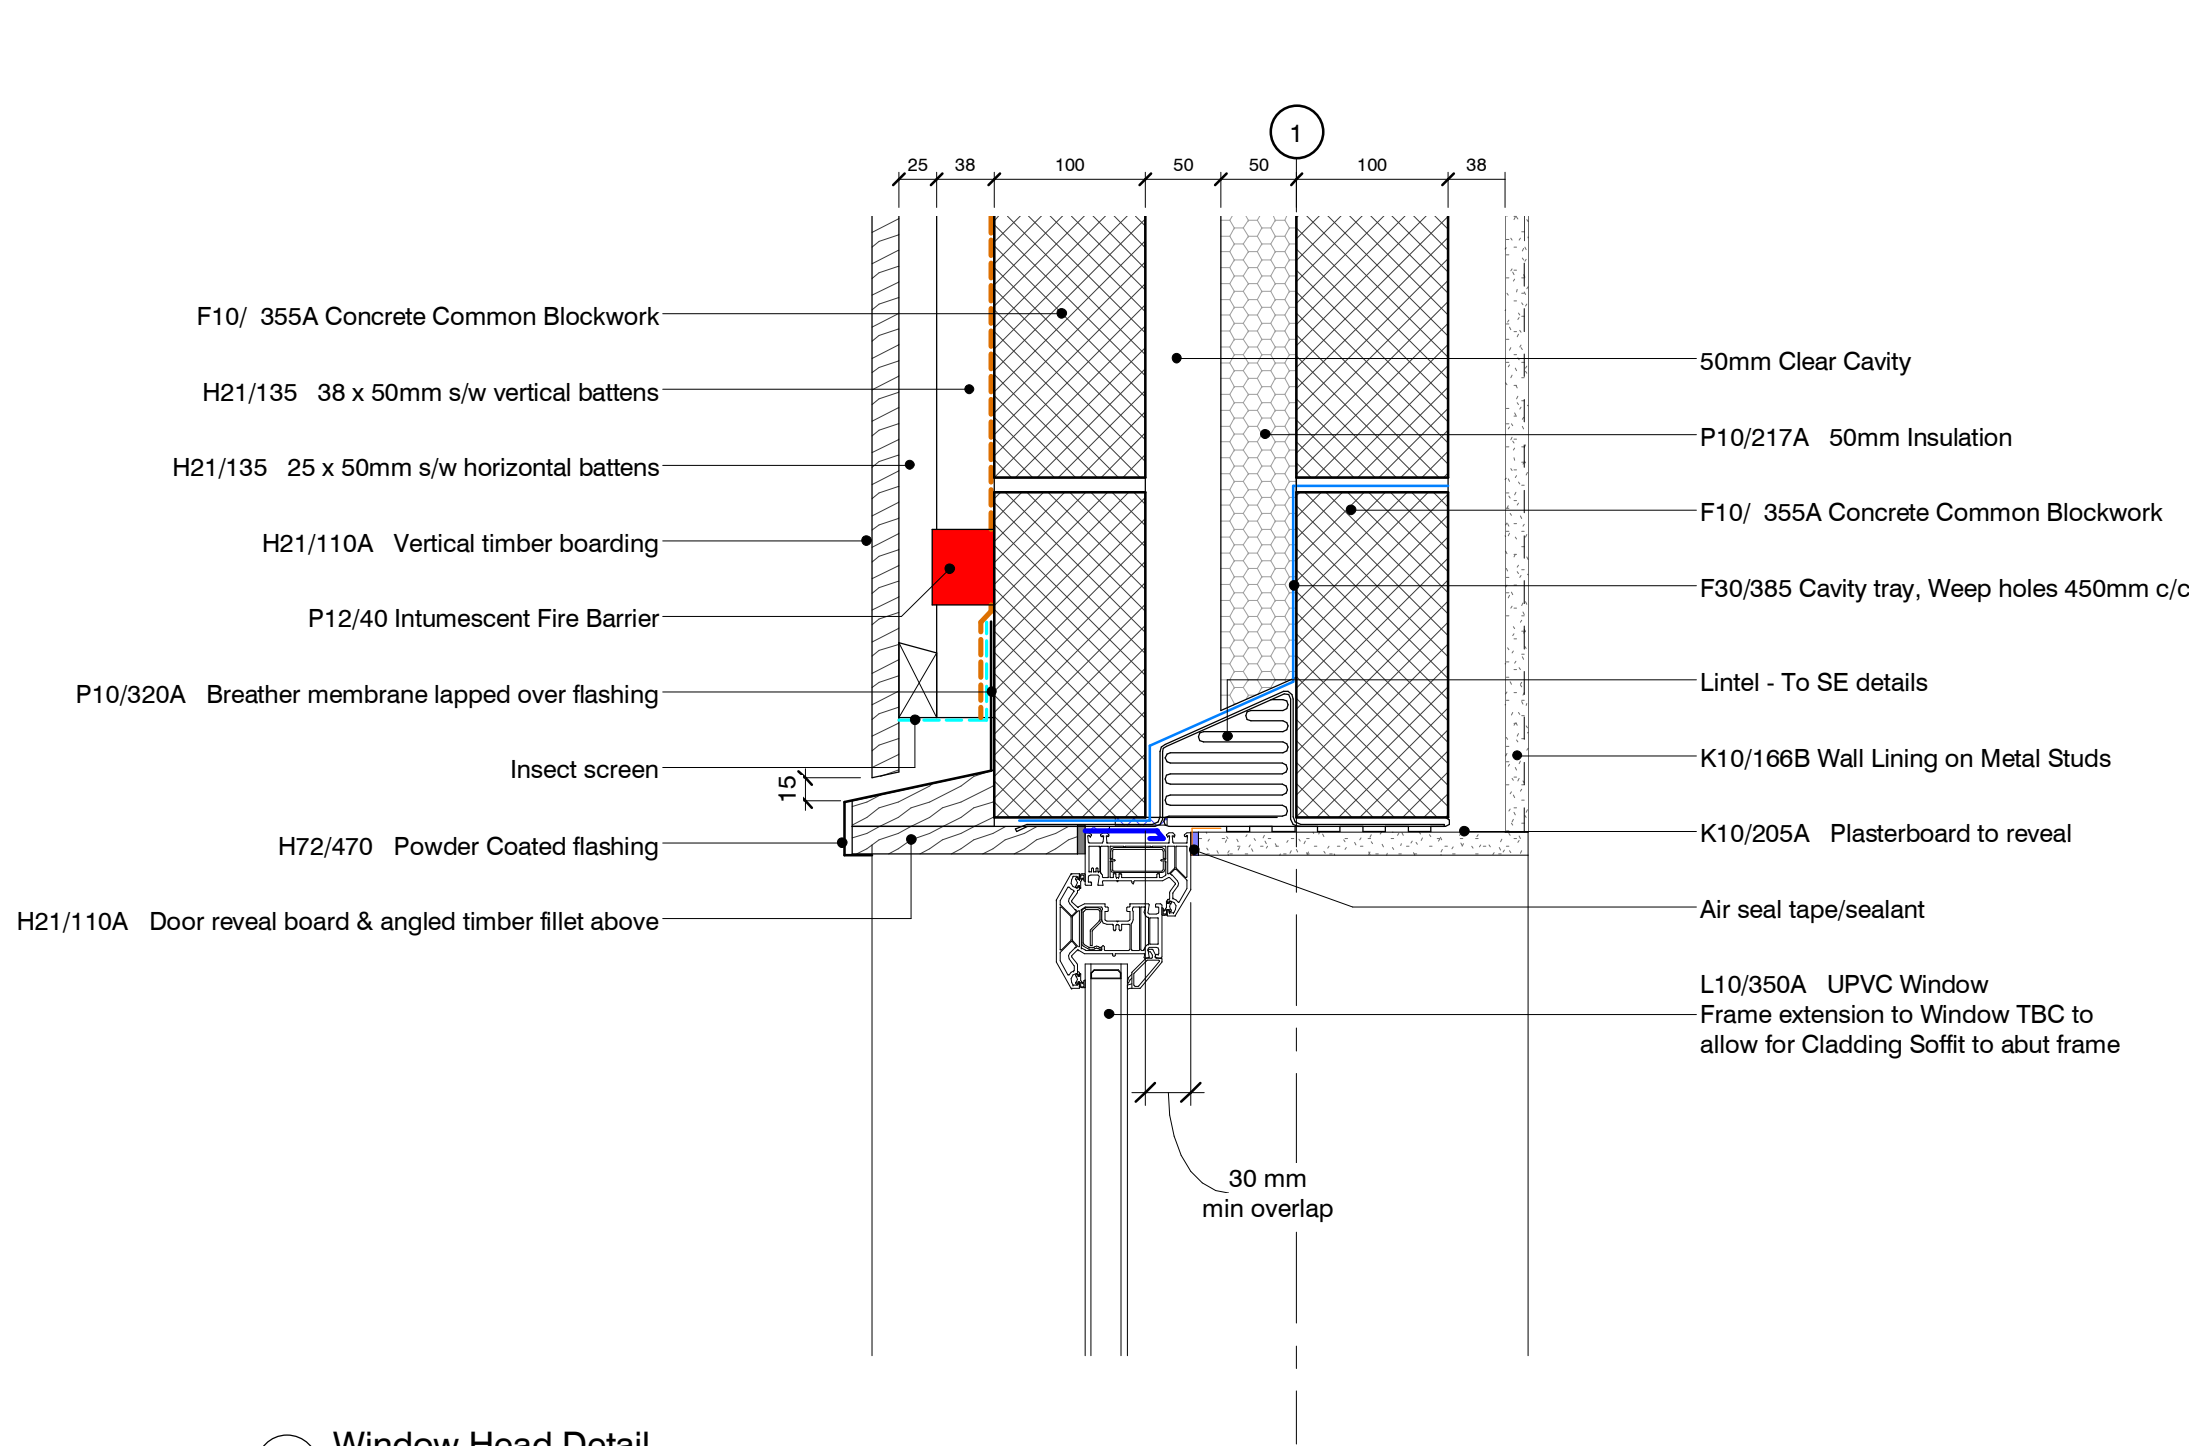 1
25 38 100 50 50 100 38
F10/ 355A Concrete Common Blockwork
H21/135 38 x 50mm s/w vertical battens
H21/135 25 x 50mm s/w horizontal battens
H21/110A Vertical timber boarding
P12/40 Intumescent Fire Barrier
P10/320A Breather membrane lapped over flashing
Insect screen
15
H72/470 Powder Coated flashing
H21/110A Door reveal board & angled timber fillet above
50mm Clear Cavity
P10/217A 50mm Insulation
F10/ 355A Concrete Common Blockwork
F30/385 Cavity tray, Weep holes 450mm c/c
Lintel - To SE details
K10/166B Wall Lining on Metal Studs
K10/205A Plasterboard to reveal
Air seal tape/sealant
L10/350A UPVC Window
Frame extension to Window TBC to
allow for Cladding Soffit to abut frame
30 mm
min overlap
Window Head Detail